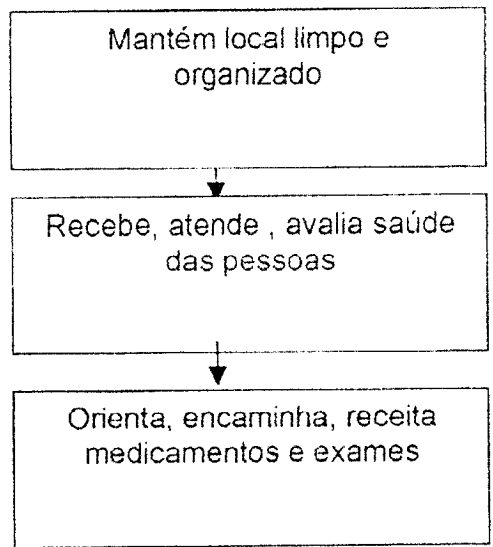 Mantém local limpo e
organizado
Recebe, atende , avalia saúde
das pessoas
Orienta, encaminha, receita
medicamentos e exames